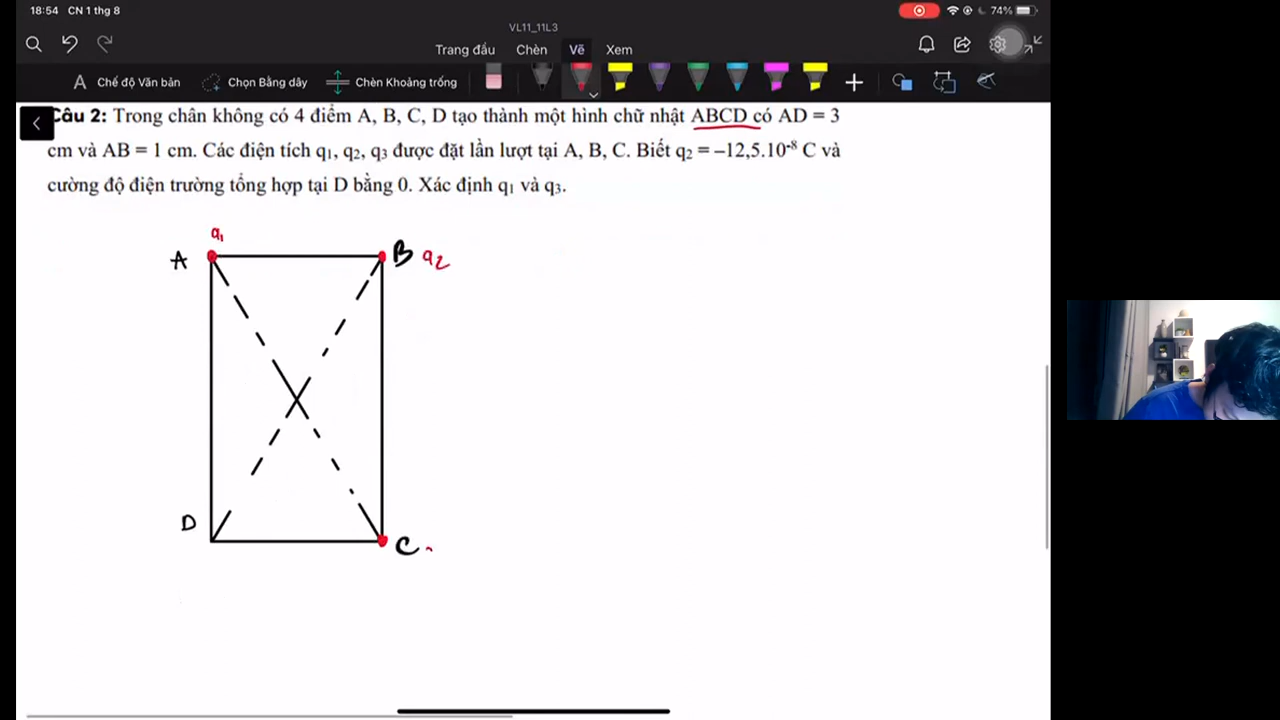 18:54 CN 1 thg 8
74%
VL11_11L3
Trang đầu Chèn Vẽ Xem
Chế độ Văn bản Chọn Bằng dây Chèn Khoảng trống
Câu 2: Trong chân không có 4 điểm A, B, C, D tạo thành một hình chữ nhật ABCD có AD = 3
cm và AB = 1 cm. Các điện tích q₁, q₂, q₃ được đặt lần lượt tại A, B, C. Biết q₂ = –12,5.10⁻⁸ C và
cường độ điện trường tổng hợp tại D bằng 0. Xác định q₁ và q₃.
q₁
A B q₂
D C